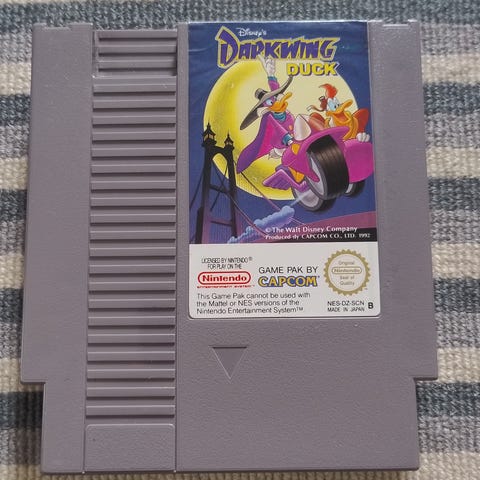 Disney's
DARKWING
DUCK
© The Walt Disney Company
Produced by CAPCOM CO., LTD. 1992
LICENSED BY NINTENDO®
FOR PLAY ON THE
Nintendo
ENTERTAINMENT SYSTEM
GAME PAK BY
CAPCOM
Original
Nintendo
Seal of
Quality
This Game Pak cannot be used with
the Mattel or NES versions of the
Nintendo Entertainment System™
NES-DZ-SCN B
MADE IN JAPAN